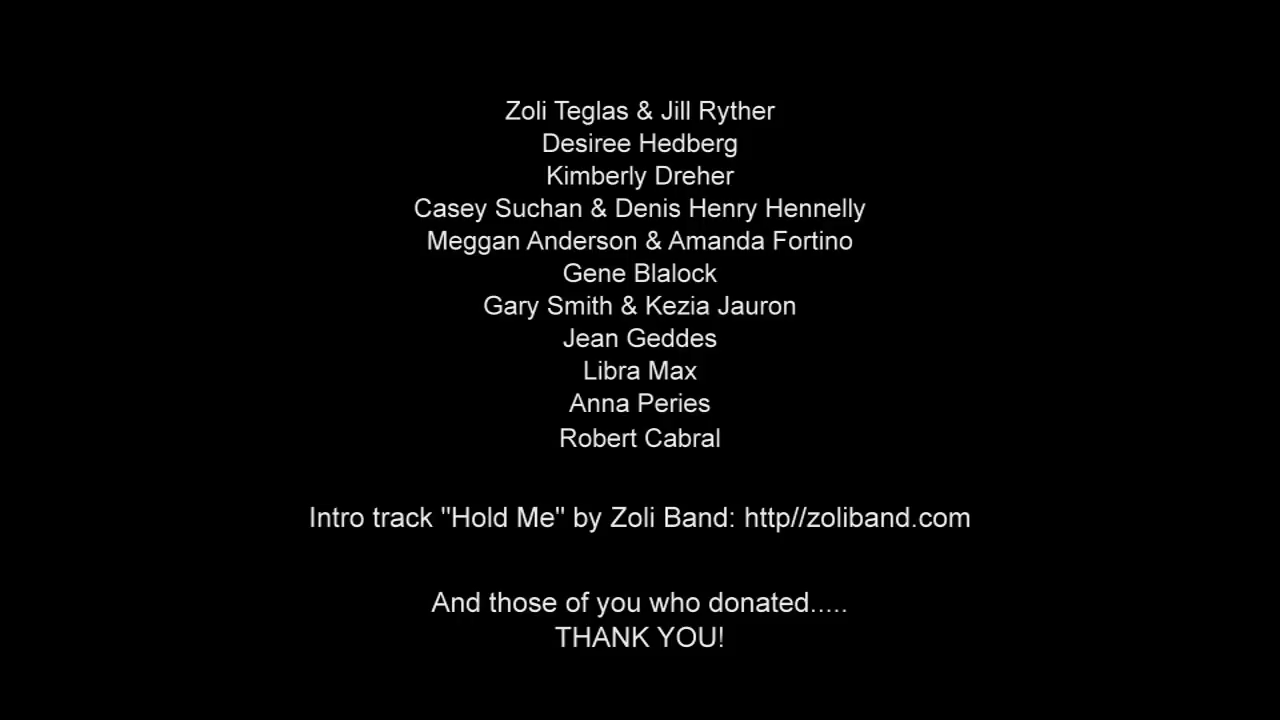 Zoli Teglas & Jill Ryther
Desiree Hedberg
Kimberly Dreher
Casey Suchan & Denis Henry Hennelly
Meggan Anderson & Amanda Fortino
Gene Blalock
Gary Smith & Kezia Jauron
Jean Geddes
Libra Max
Anna Peries
Robert Cabral
Intro track "Hold Me" by Zoli Band: http//zoliband.com
And those of you who donated.....
THANK YOU!